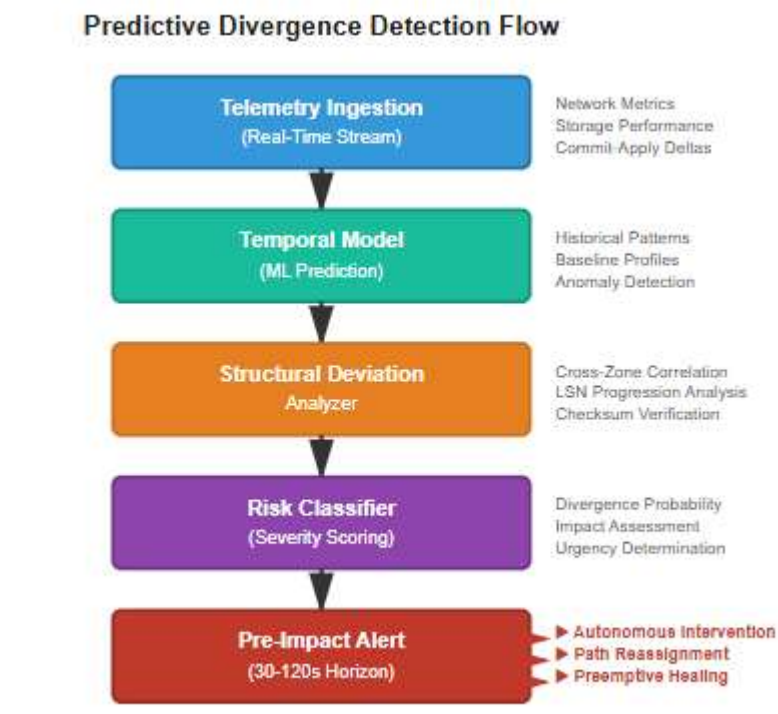 Predictive Divergence Detection Flow
Telemetry Ingestion
(Real-Time Stream)
Network Metrics
Storage Performance
Commit-Apply Deltas
Temporal Model
(ML Prediction)
Historical Patterns
Baseline Profiles
Anomaly Detection
Structural Deviation
Analyzer
Cross-Zone Correlation
LSN Progression Analysis
Checksum Verification
Risk Classifier
(Severity Scoring)
Divergence Probability
Impact Assessment
Urgency Determination
Pre-Impact Alert
(30-120s Horizon)
▶ Autonomous Intervention
▶ Path Reassignment
▶ Preemptive Healing